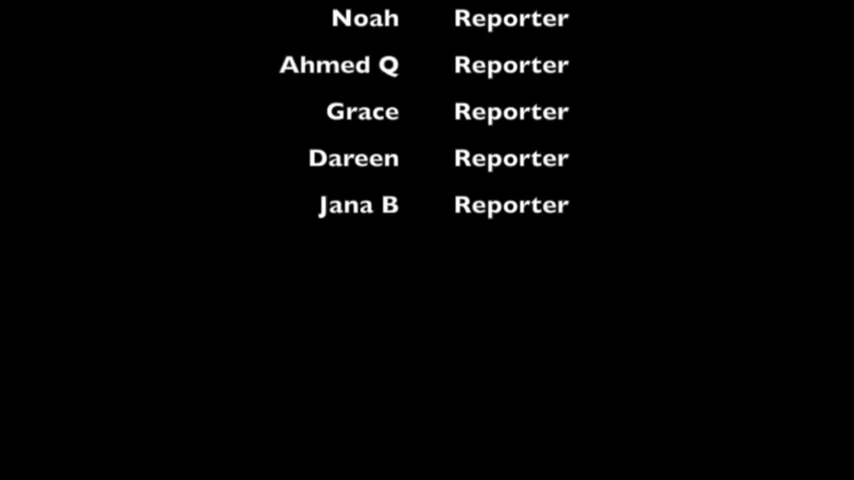 Noah Reporter
Ahmed Q Reporter
Grace Reporter
Dareen Reporter
Jana B Reporter